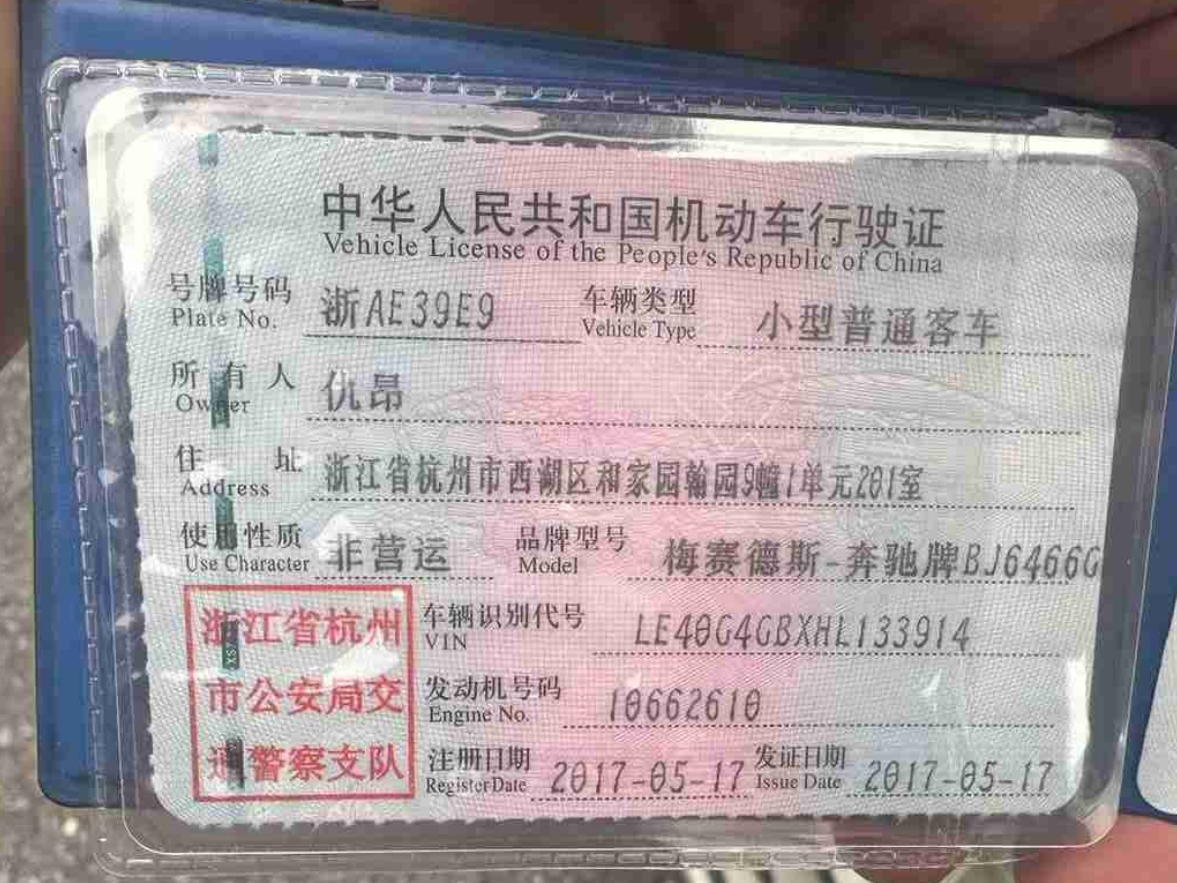 中华人民共和国机动车行驶证
Vehicle License of the People's Republic of China
号牌号码 浙AE39E9 车辆类型 小型普通客车
Plate No. Vehicle Type
所有人 仇昂
Owner
住址 浙江省杭州市西湖区和家园翰园9幢1单元201室
Address
使用性质 非营运 品牌型号 梅赛德斯-奔驰牌BJ6466G
Use Character Model
浙江省杭州 车辆识别代号 LE40G4GBXHL133914
VIN
市公安局交 发动机号码 10662610
Engine No.
通警察支队 注册日期 2017-05-17 发证日期 2017-05-17
Register Date Issue Date